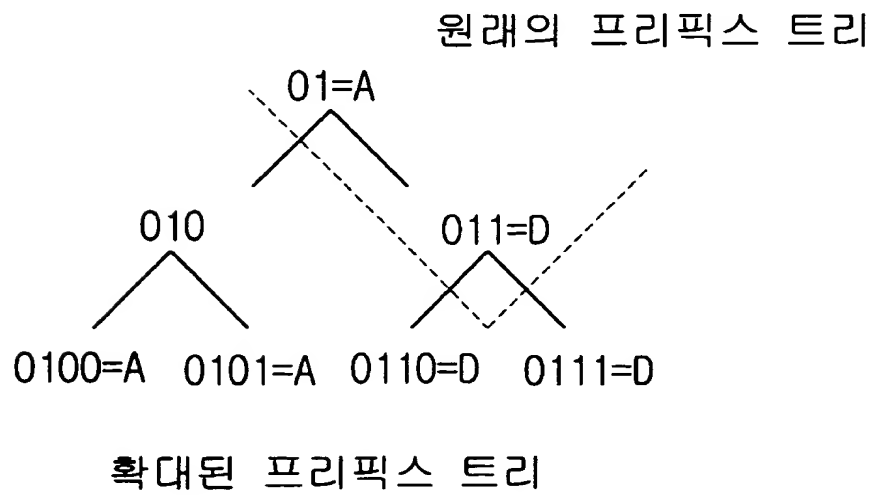 원래의 프리픽스 트리
01=A
010 011=D
0100=A 0101=A 0110=D 0111=D
확대된 프리픽스 트리